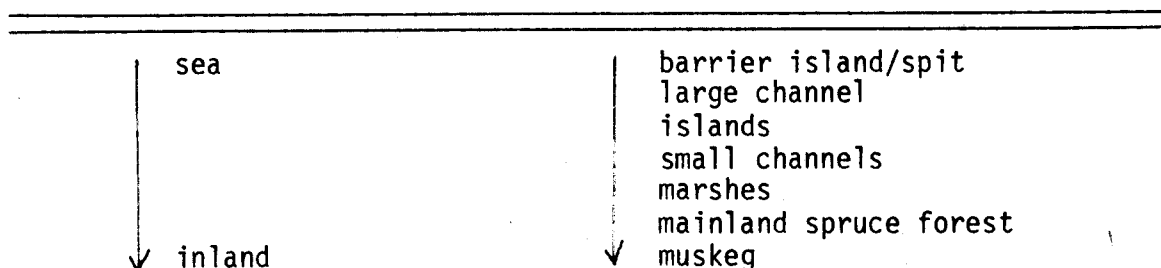 sea barrier island/spit
large channel
islands
small channels
marshes
mainland spruce forest
inland muskeg